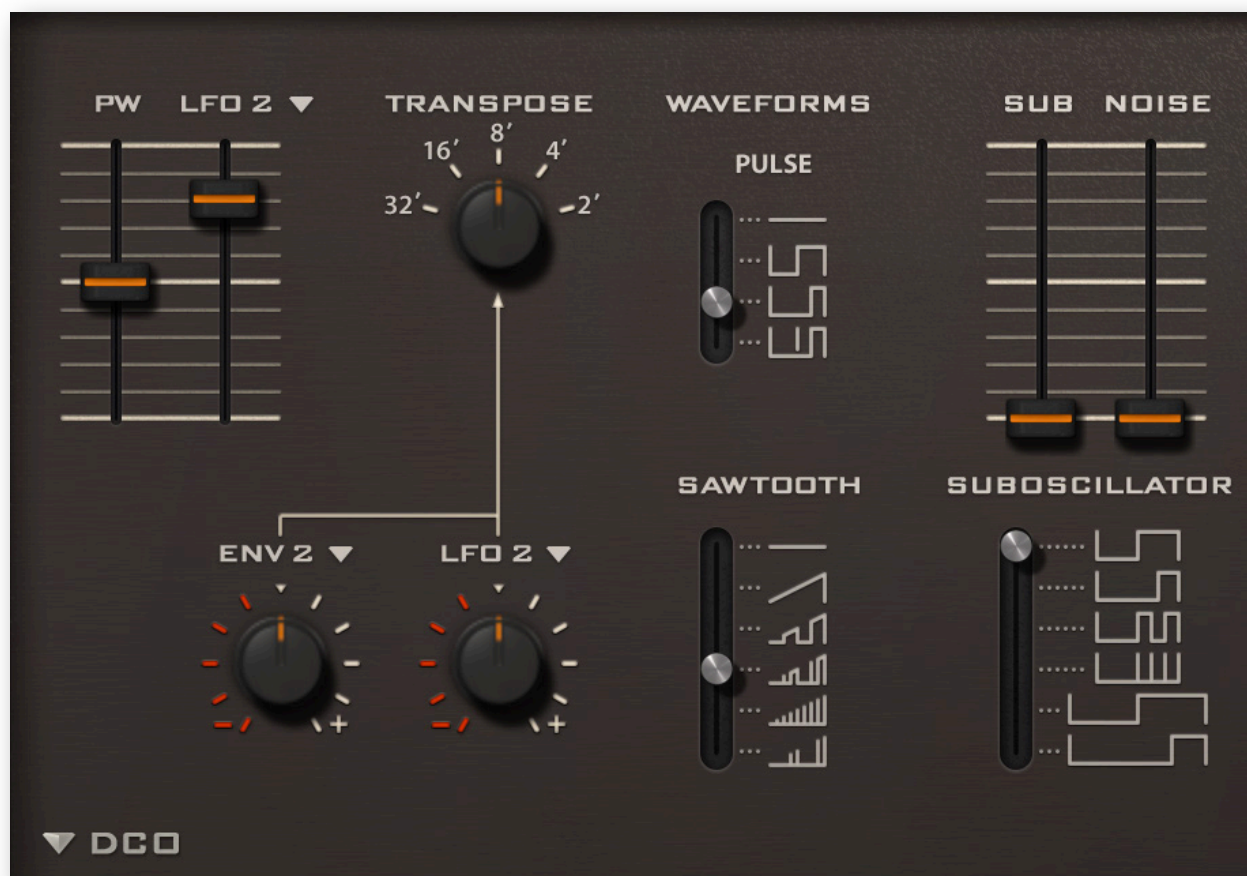 PW LFO 2 TRANSPOSE WAVEFORMS SUB NOISE
8′
16′ 4′
PULSE
32′ 2′
SAWTOOTH SUBOSCILLATOR
ENV 2 LFO 2
− + − +
DCO